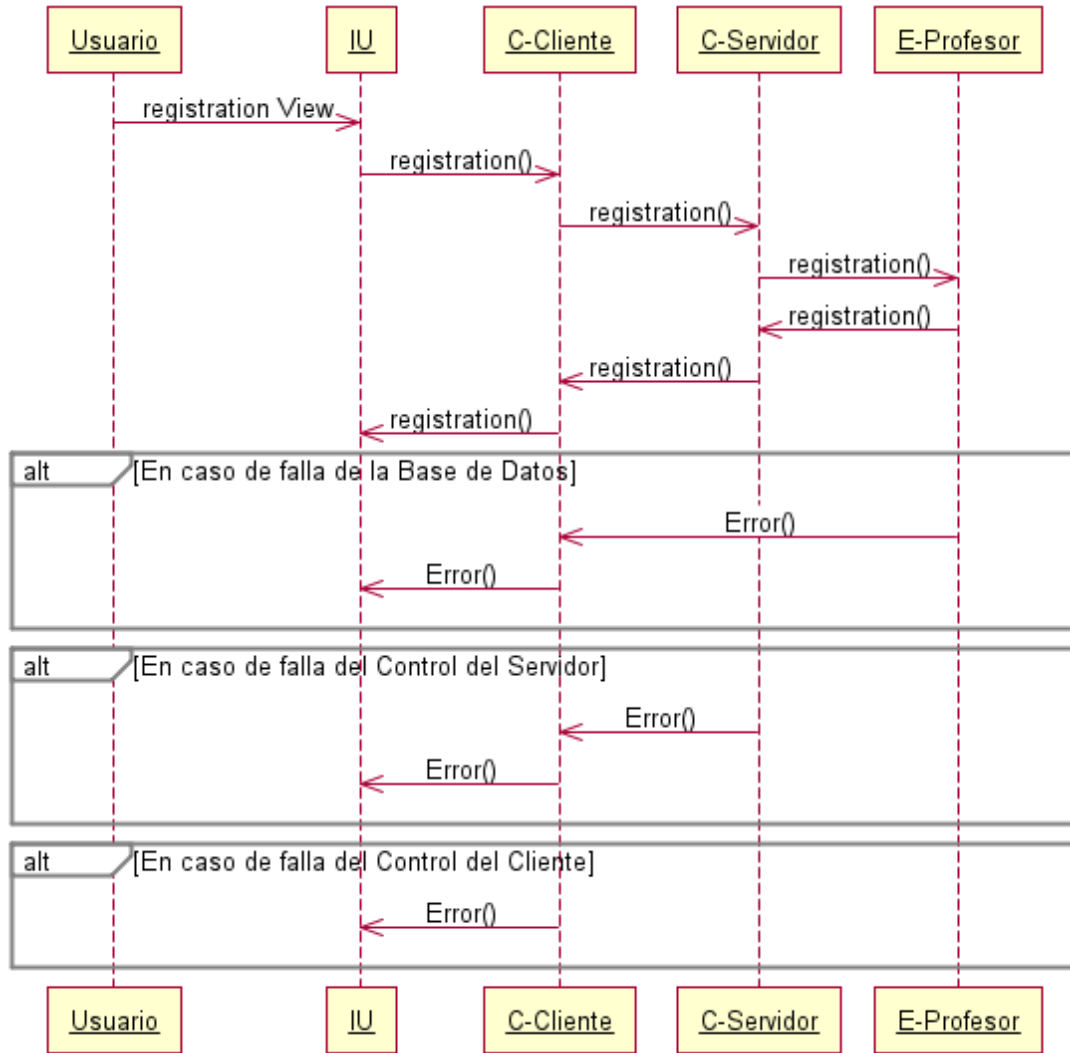 Usuario IU C-Cliente C-Servidor E-Profesor
registration View
registration()
registration()
registration()
registration()
registration()
registration()
alt [En caso de falla de la Base de Datos]
Error()
Error()
alt [En caso de falla del Control del Servidor]
Error()
Error()
alt [En caso de falla del Control del Cliente]
Error()
Usuario IU C-Cliente C-Servidor E-Profesor